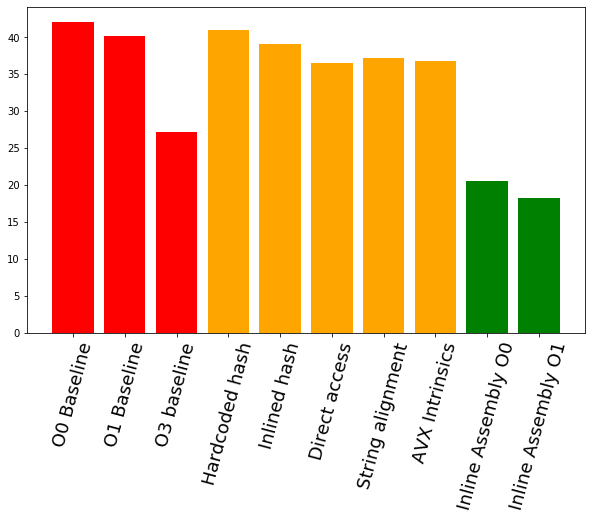 40
35
30
25
20
15
10
5
0
O0 Baseline
O1 Baseline
O3 baseline
Hardcoded hash
Inlined hash
Direct access
String alignment
AVX Intrinsics
Inline Assembly O0
Inline Assembly O1